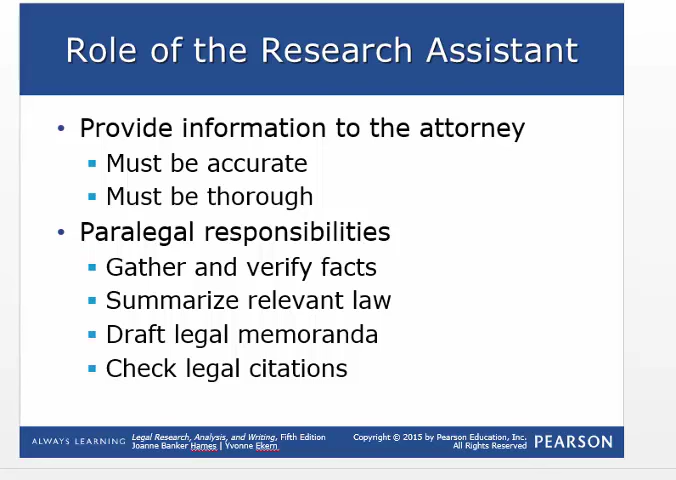 Role of the Research Assistant
• Provide information to the attorney
▪ Must be accurate
▪ Must be thorough
• Paralegal responsibilities
▪ Gather and verify facts
▪ Summarize relevant law
▪ Draft legal memoranda
▪ Check legal citations
ALWAYS LEARNING
Legal Research, Analysis, and Writing, Fifth Edition
Joanne Banker Hames | Yvonne Ekern
Copyright © 2015 by Pearson Education, Inc.
All Rights Reserved
PEARSON